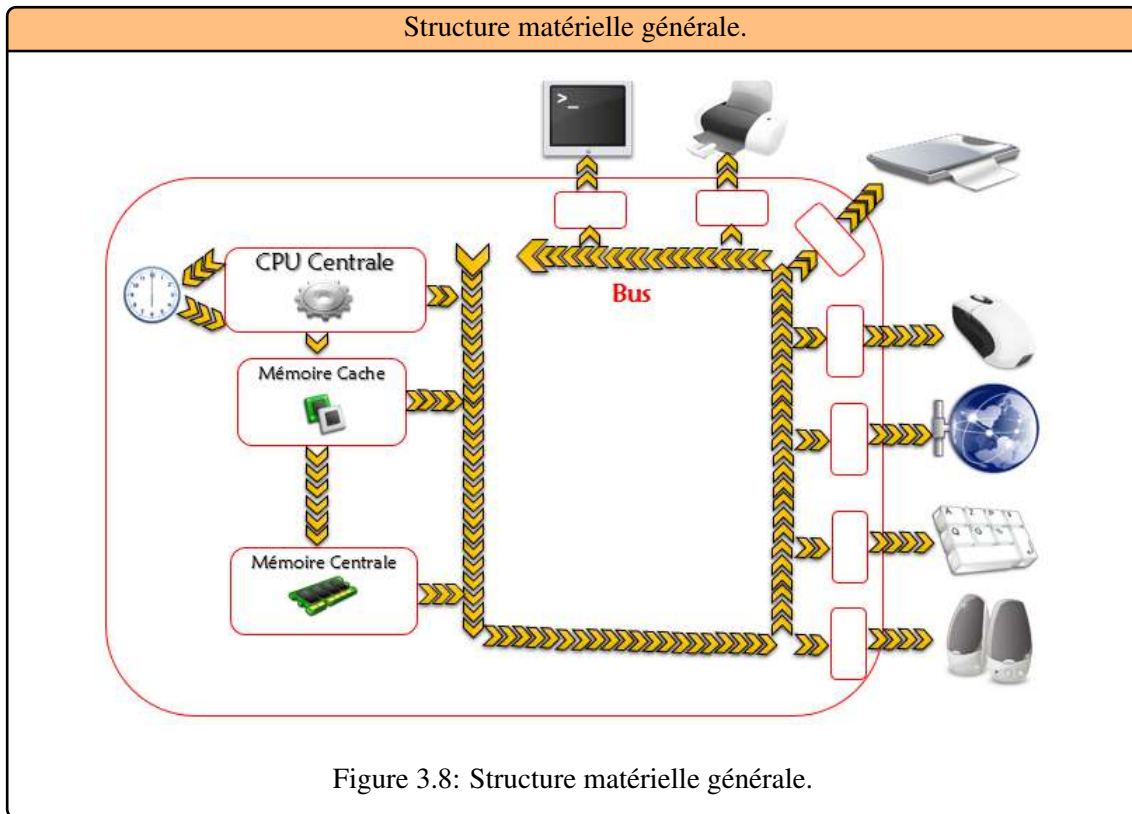 Structure matérielle générale.
>_
CPU Centrale
Bus
Mémoire Cache
Mémoire Centrale
Figure 3.8: Structure matérielle générale.